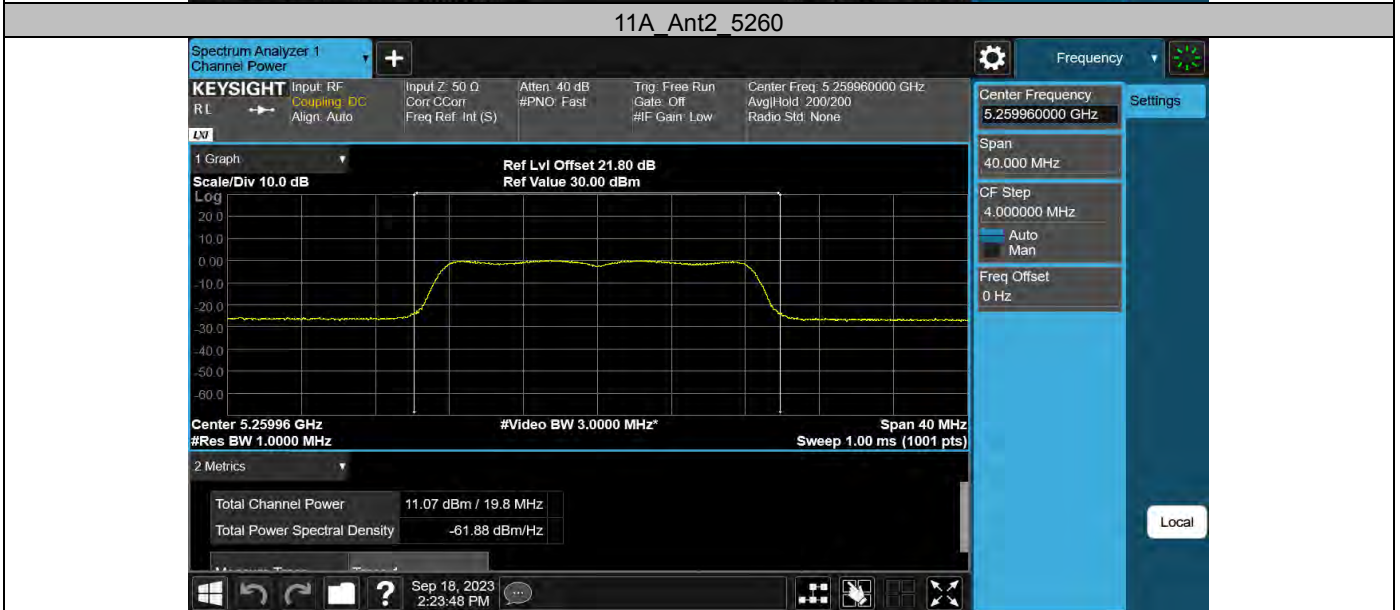 11A_Ant2_5260
Spectrum Analyzer 1
Channel Power
+
Frequency
KEYSIGHT
RL
LXI
Input: RF
Coupling: DC
Align: Auto
Input Z: 50 Ω
Corr CCorr
Freq Ref: Int (S)
Atten: 40 dB
#PNO: Fast
Trig: Free Run
Gate: Off
#IF Gain: Low
Center Freq: 5.259960000 GHz
Avg|Hold: 200/200
Radio Std: None
Center Frequency
5.259960000 GHz
Settings
Span
40.000 MHz
CF Step
4.000000 MHz
Auto
Man
Freq Offset
0 Hz
Local
1 Graph
Scale/Div 10.0 dB
Ref Lvl Offset 21.80 dB
Ref Value 30.00 dBm
Log
20.0
10.0
0.00
-10.0
-20.0
-30.0
-40.0
-50.0
-60.0
Center 5.25996 GHz
#Res BW 1.0000 MHz
#Video BW 3.0000 MHz*
Span 40 MHz
Sweep 1.00 ms (1001 pts)
2 Metrics
Total Channel Power 11.07 dBm / 19.8 MHz
Total Power Spectral Density -61.88 dBm/Hz
?
Sep 18, 2023
2:23:48 PM